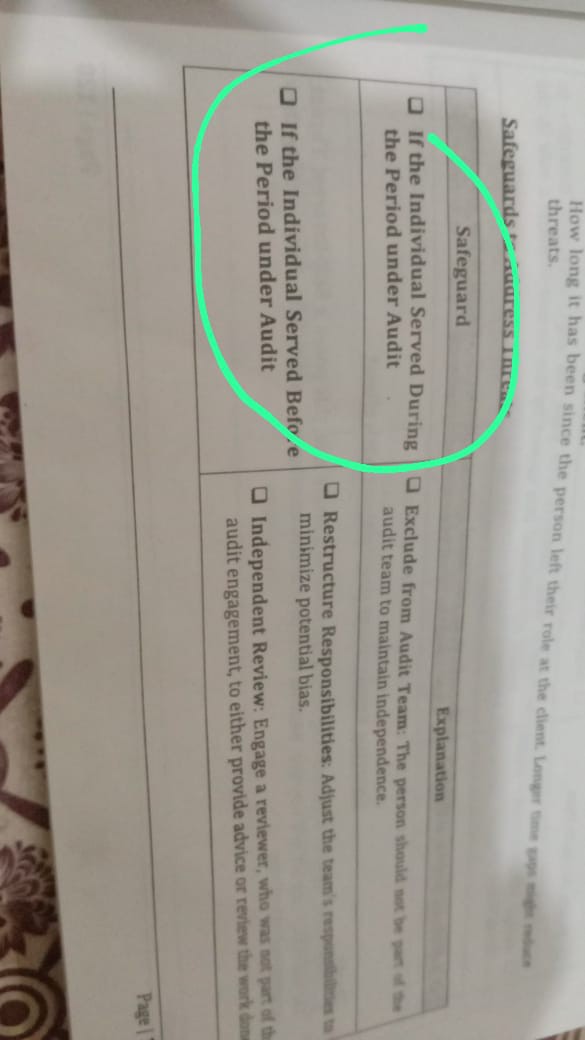 How long it has been since the person left their role at the client. Longer time gaps might reduce
threats.
Safeguards to Address Threats
Safeguard
Explanation
❑ If the Individual Served During
the Period under Audit
❑ Exclude from Audit Team: The person should not be part of the
audit team to maintain independence.
❑ If the Individual Served Before
the Period under Audit
❑ Restructure Responsibilities: Adjust the team's responsibilities to
minimize potential bias.
❑ Independent Review: Engage a reviewer, who was not part of
audit engagement, to either provide advice or review the work done
Page |